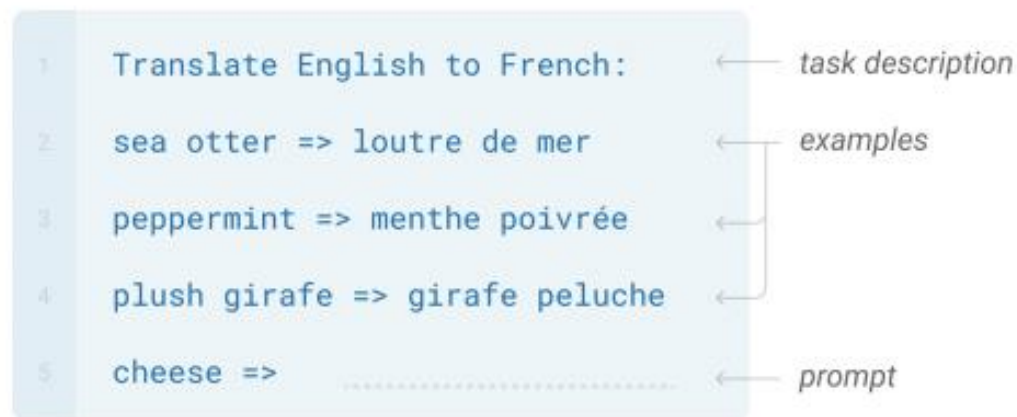 1 Translate English to French: task description
2 sea otter => loutre de mer examples
3 peppermint => menthe poivrée
4 plush girafe => girafe peluche
5 cheese => prompt